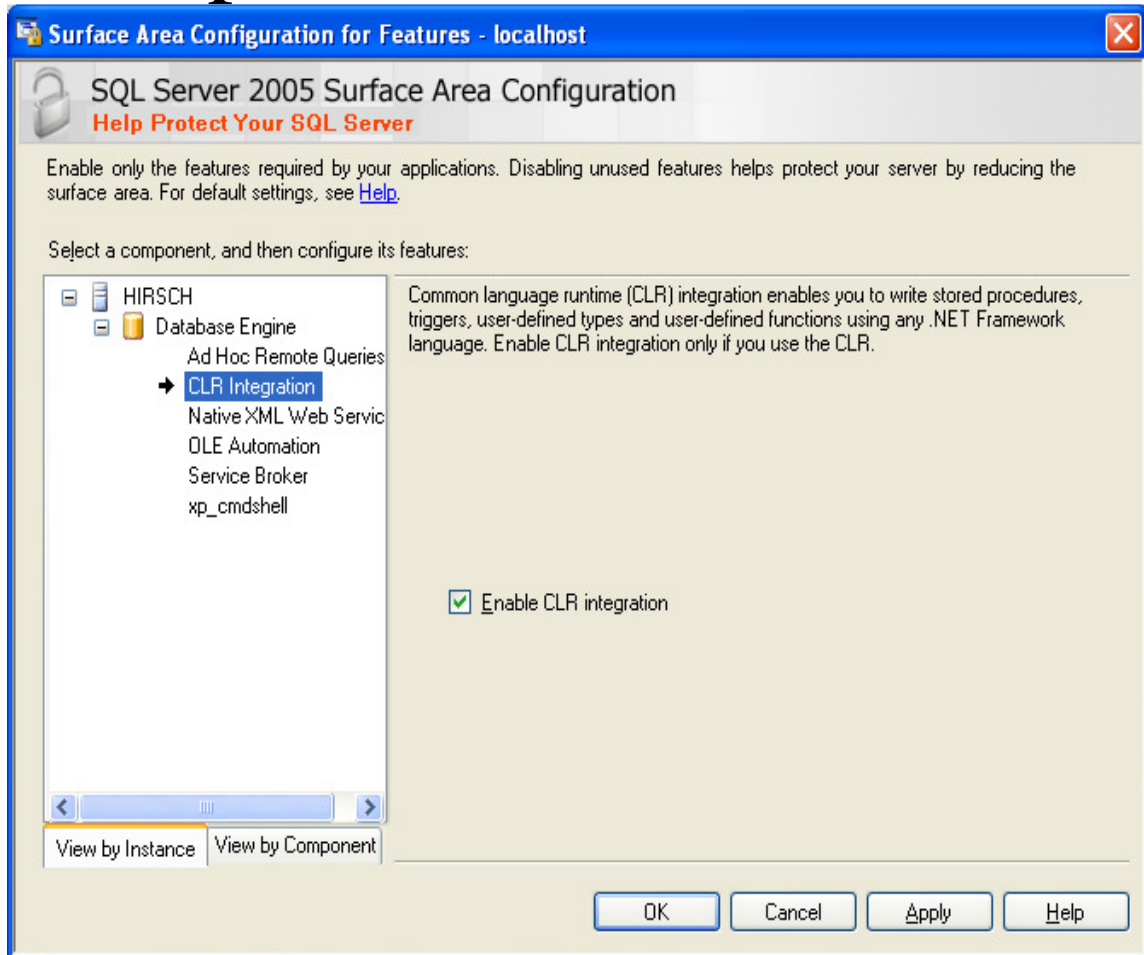 Surface Area Configuration for Features - localhost
SQL Server 2005 Surface Area Configuration
Help Protect Your SQL Server
Enable only the features required by your applications. Disabling unused features helps protect your server by reducing the
surface area. For default settings, see Help.
Select a component, and then configure its features:
HIRSCH
Database Engine
Ad Hoc Remote Queries
CLR Integration
Native XML Web Servic
OLE Automation
Service Broker
xp_cmdshell
Common language runtime (CLR) integration enables you to write stored procedures,
triggers, user-defined types and user-defined functions using any .NET Framework
language. Enable CLR integration only if you use the CLR.
Enable CLR integration
View by Instance
View by Component
OK
Cancel
Apply
Help